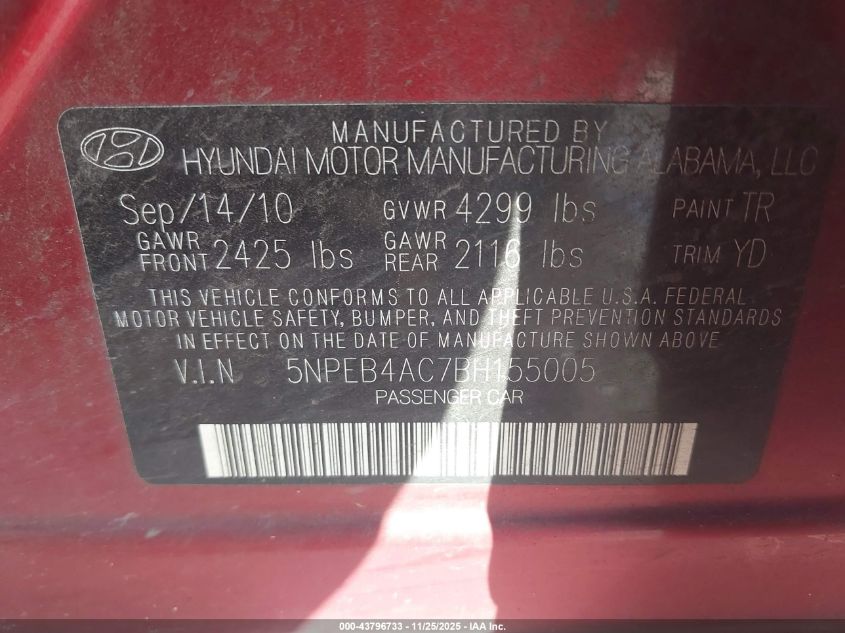 MANUFACTURED BY
HYUNDAI MOTOR MANUFACTURING ALABAMA, LLC
Sep/14/10 GVWR 4299 lbs PAINT TR
GAWR FRONT 2425 lbs GAWR REAR 2116 lbs TRIM YD
THIS VEHICLE CONFORMS TO ALL APPLICABLE U.S.A. FEDERAL
MOTOR VEHICLE SAFETY, BUMPER, AND THEFT PREVENTION STANDARDS
IN EFFECT ON THE DATE OF MANUFACTURE SHOWN ABOVE
V.I.N 5NPEB4AC7BH155005
PASSENGER CAR
000-43796733 - 11/25/2025 - IAA Inc.